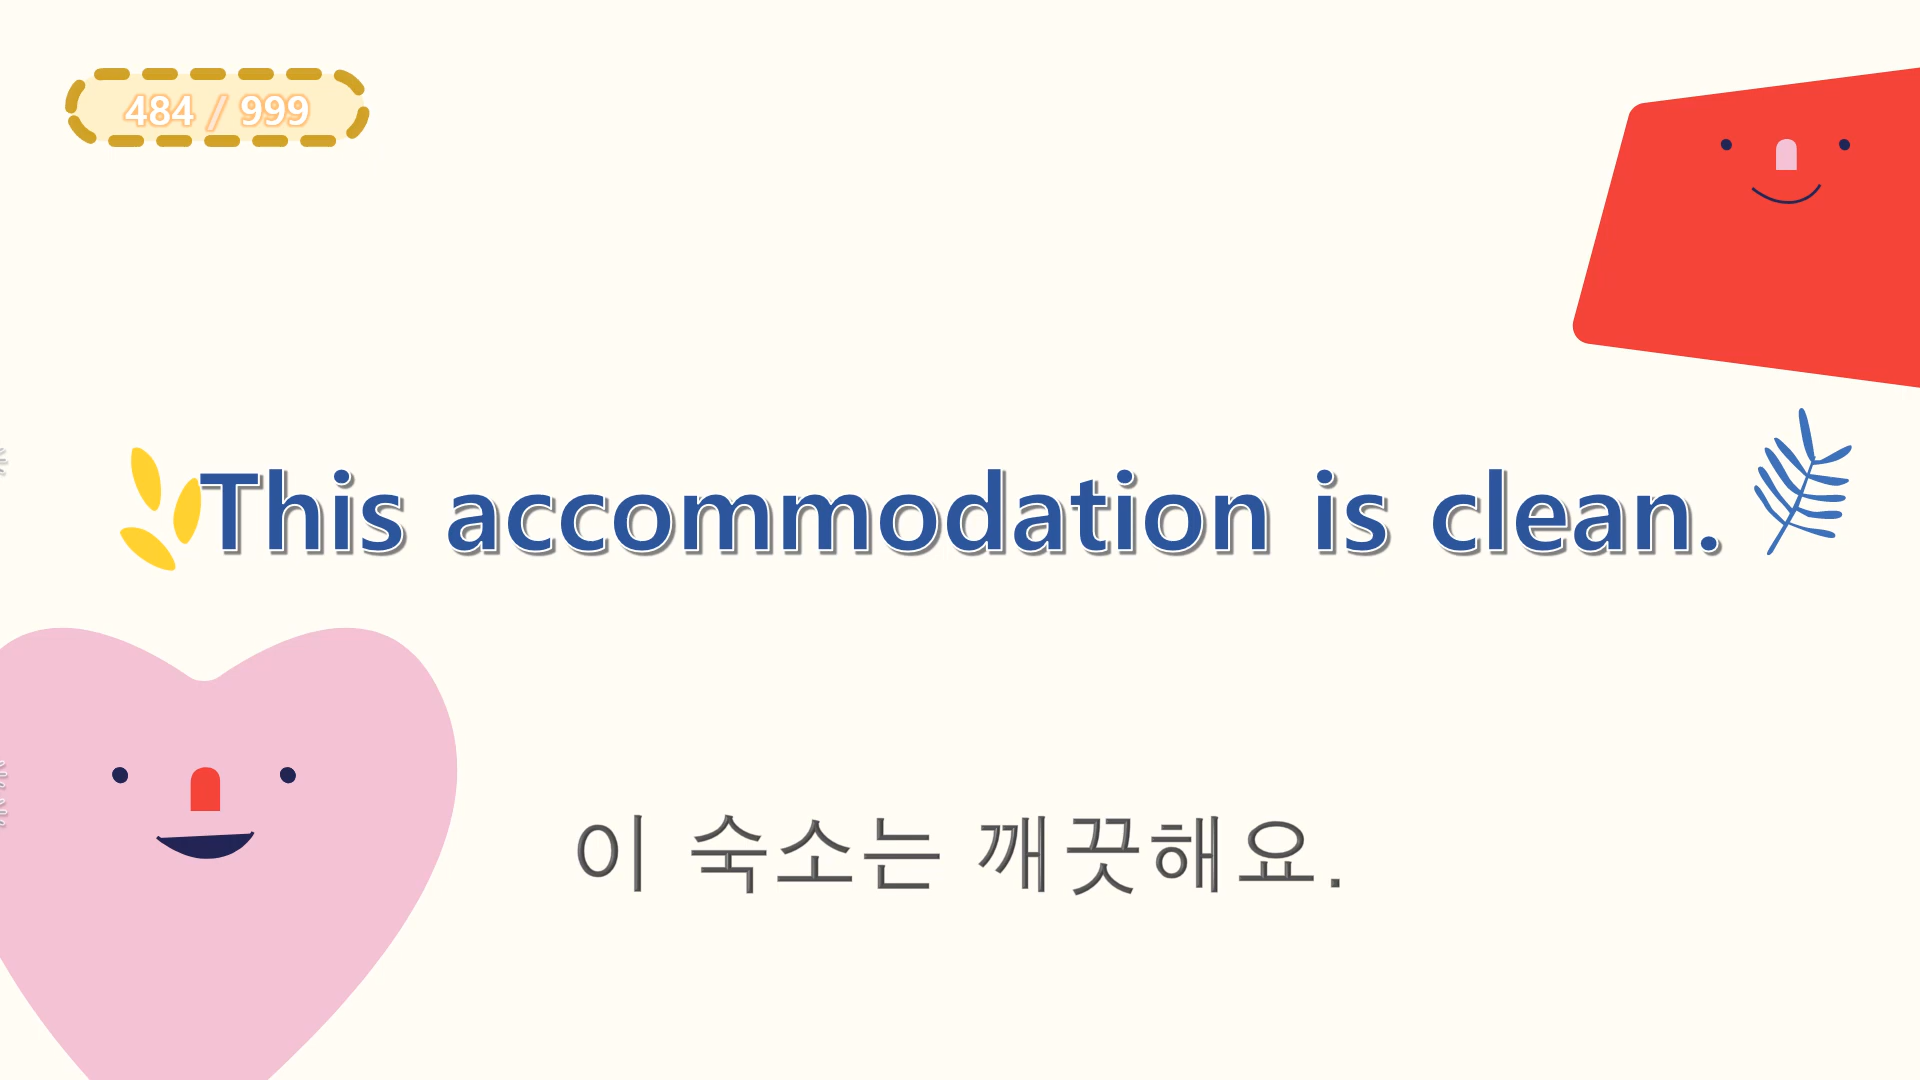 484 / 999
This accommodation is clean.
이 숙소는 깨끗해요.